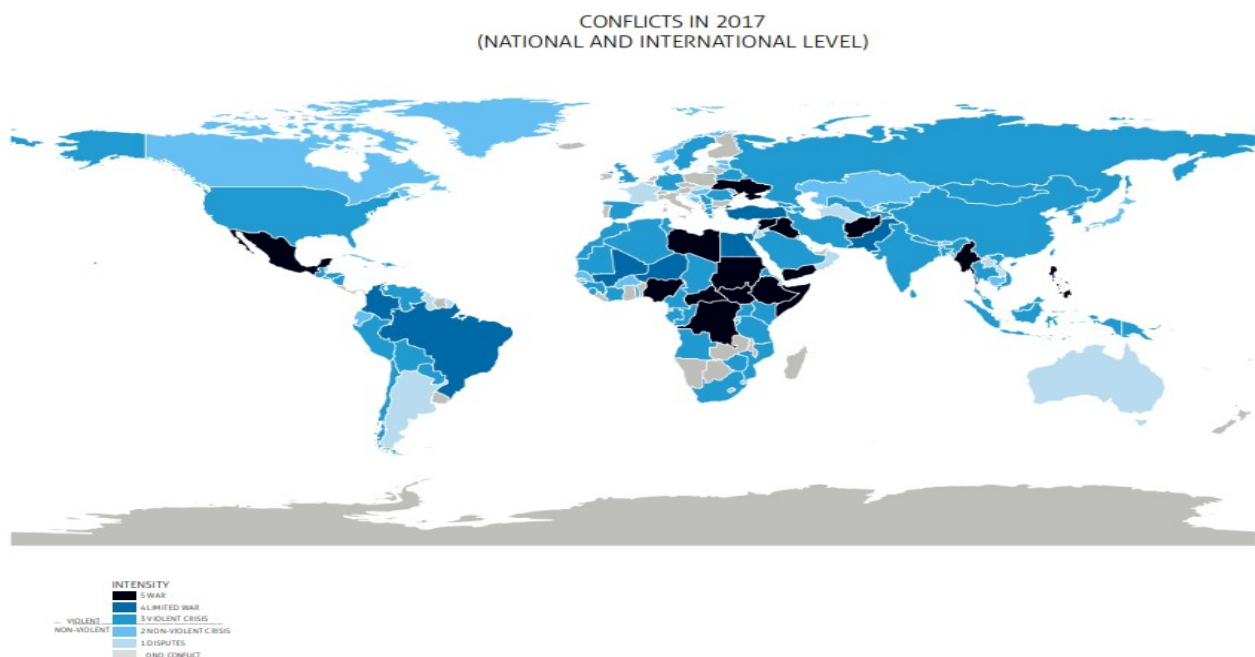 CONFLICTS IN 2017
(NATIONAL AND INTERNATIONAL LEVEL)
INTENSITY
5 WAR
4 LIMITED WAR
VIOLENT 3 VIOLENT CRISIS
NON-VIOLENT 2 NON-VIOLENT CRISIS
1 DISPUTES
0 NO CONFLICT